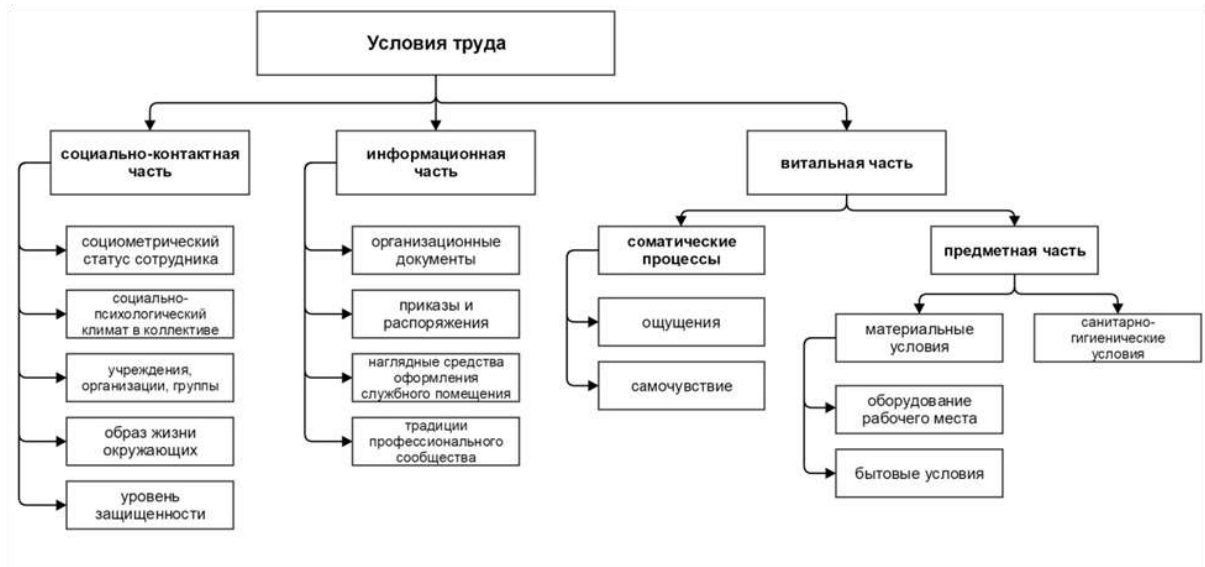 Условия труда
социально-контактная
часть
информационная
часть
витальная часть
социометрический
статус сотрудника
социально-
психологический
климат в коллективе
учреждения,
организации, группы
образ жизни
окружающих
уровень
защищенности
организационные
документы
приказы и
распоряжения
наглядные средства
оформления
службного помещения
традиции
профессионального
сообщества
соматические
процессы
ощущения
самочувствие
предметная часть
материальные
условия
санитарно-
гигиенические
условия
оборудование
рабочего места
бытовые условия